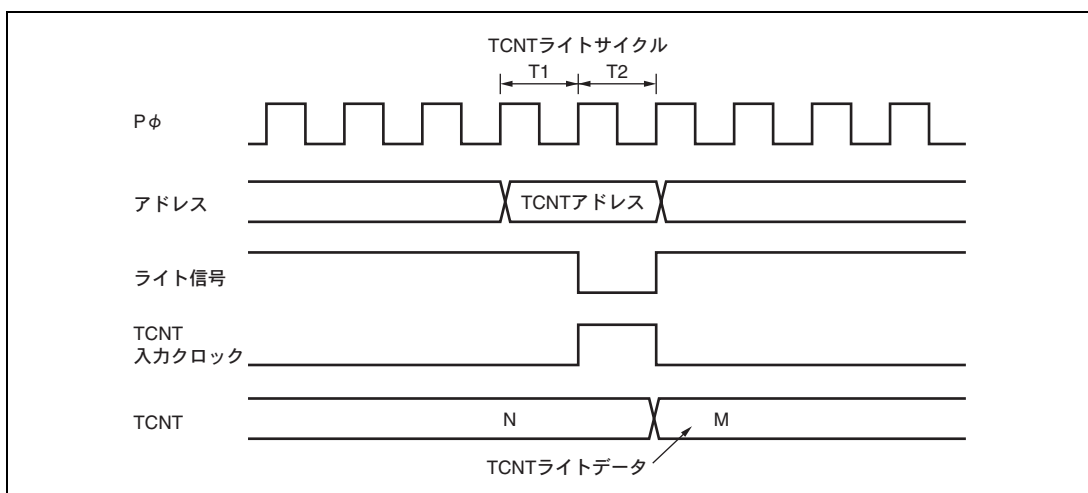 TCNTライトサイクル
T1
T2
Pφ
アドレス
TCNTアドレス
ライト信号
TCNT
入力クロック
TCNT
N
M
TCNTライトデータ